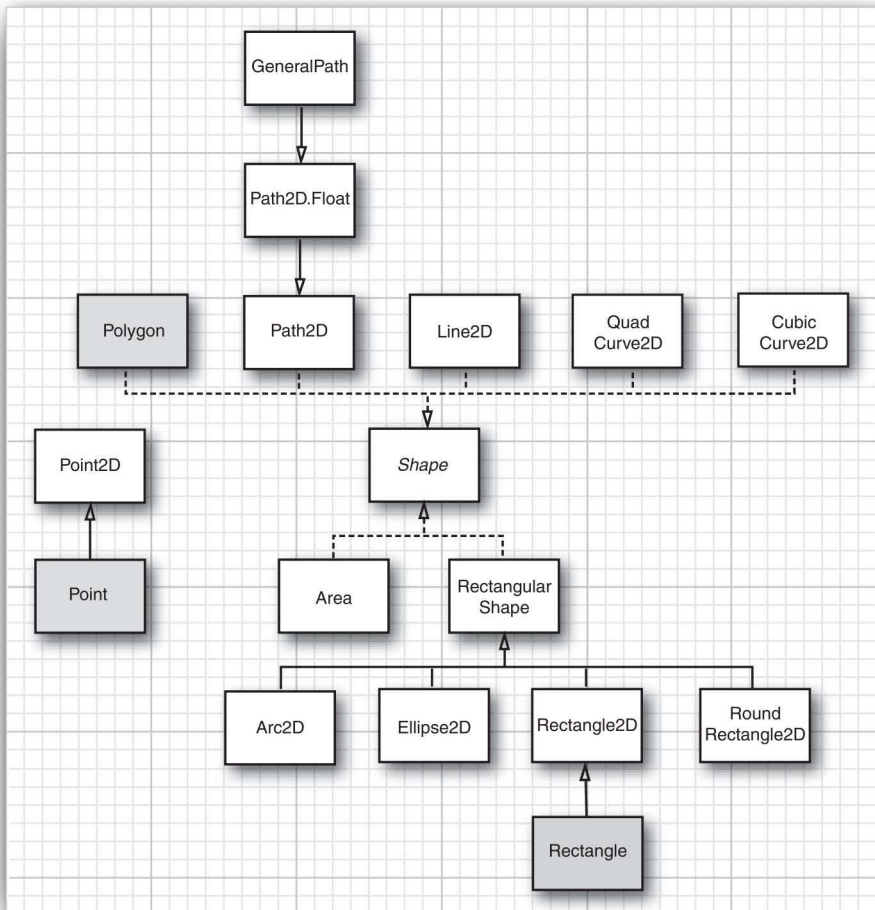 GeneralPath
Path2D.Float
Polygon
Path2D
Line2D
Quad
Curve2D
Cubic
Curve2D
Point2D
Shape
Point
Area
Rectangular
Shape
Arc2D
Ellipse2D
Rectangle2D
Round
Rectangle2D
Rectangle